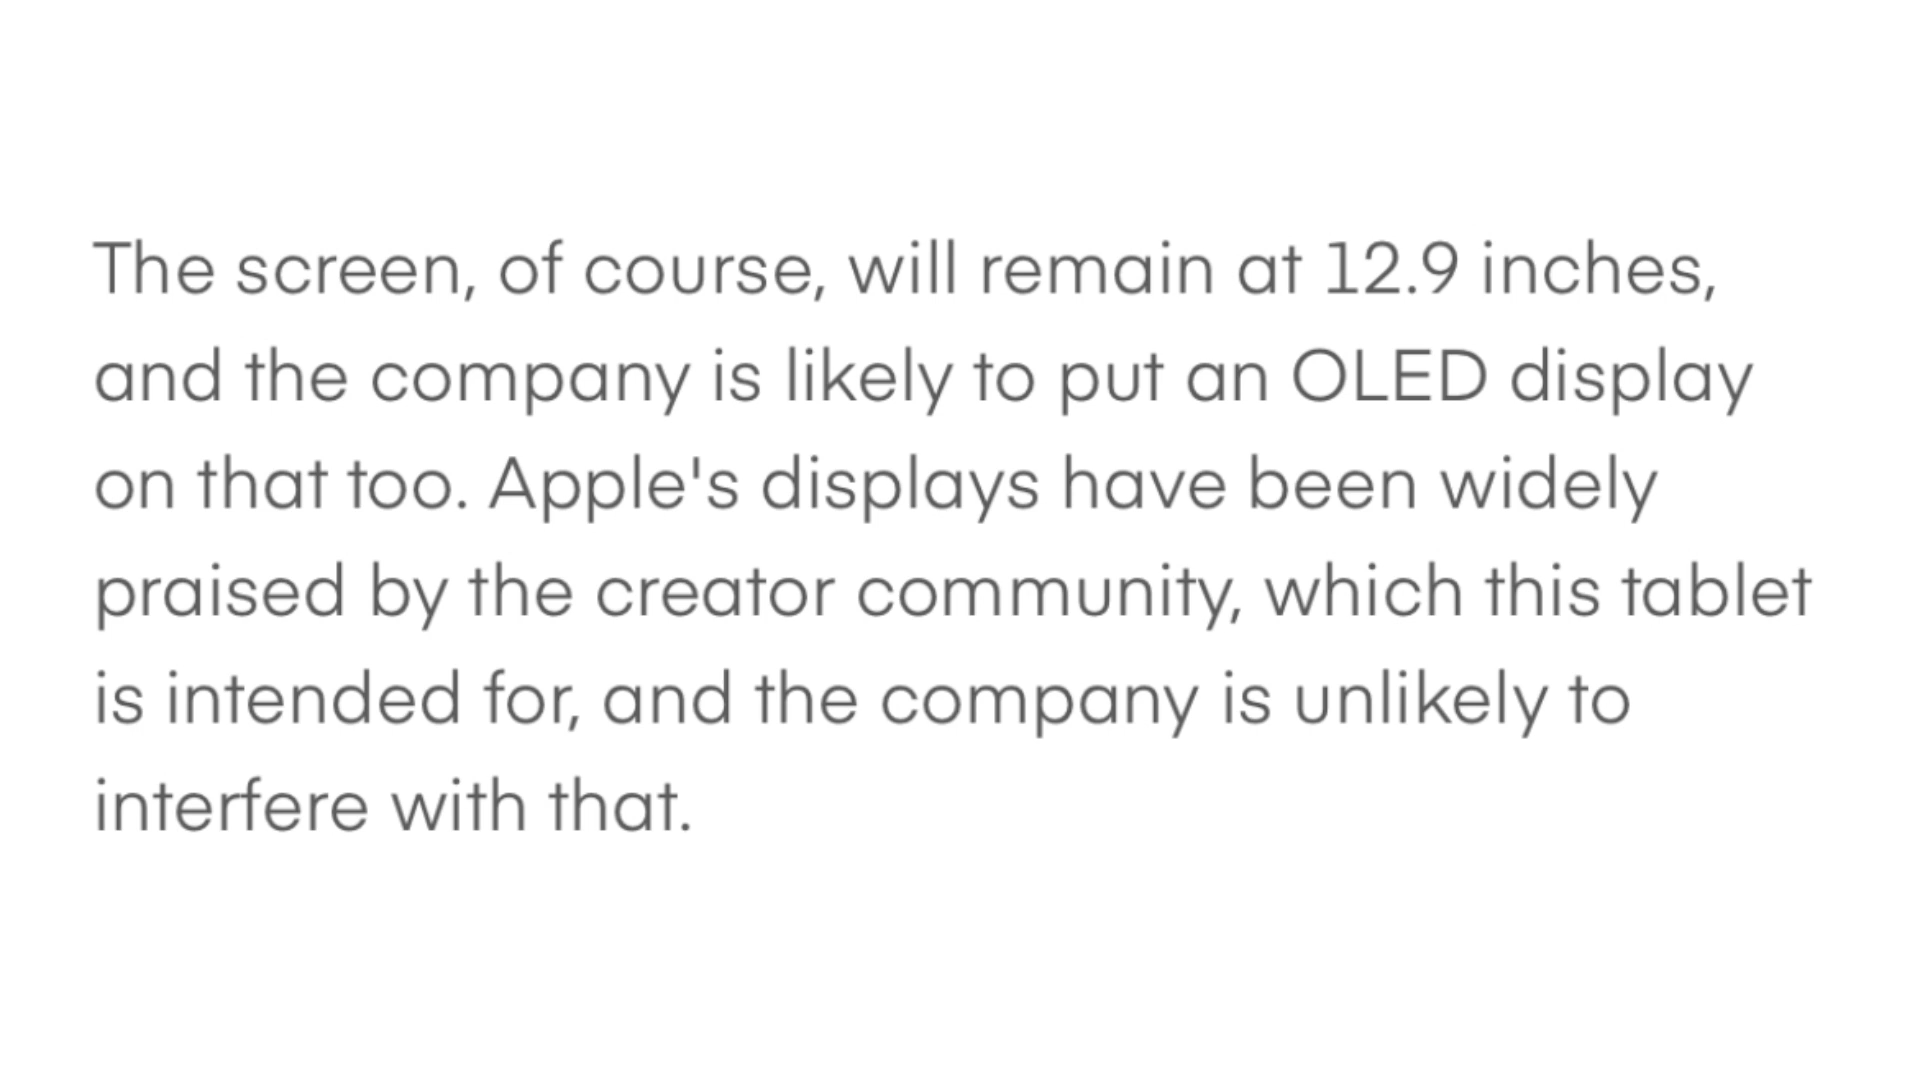 The screen, of course, will remain at 12.9 inches,
and the company is likely to put an OLED display
on that too. Apple's displays have been widely
praised by the creator community, which this tablet
is intended for, and the company is unlikely to
interfere with that.